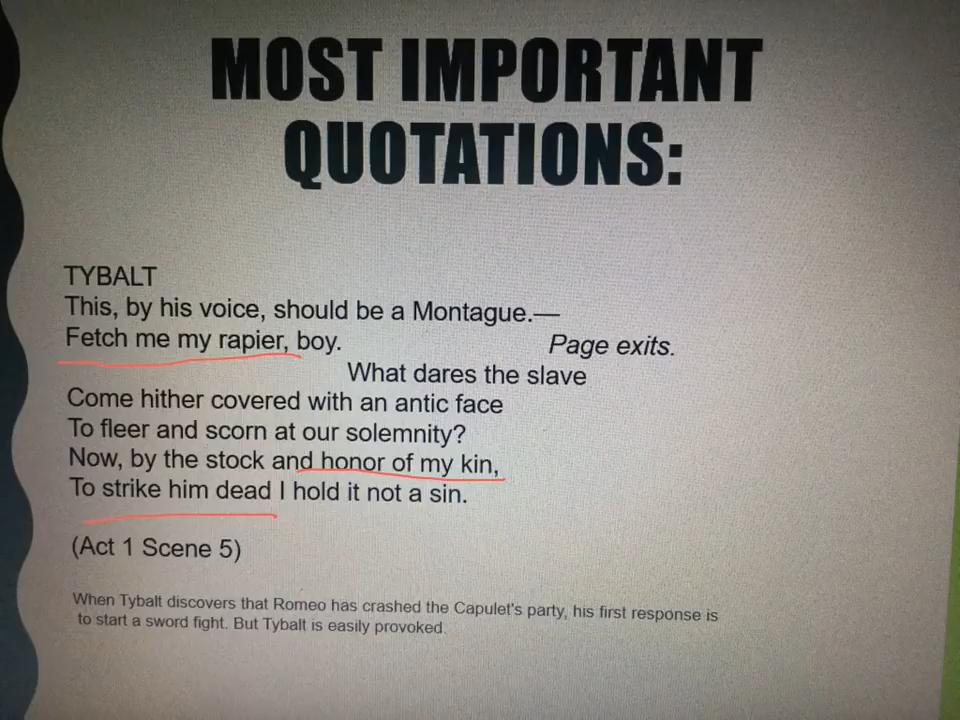 MOST IMPORTANT
QUOTATIONS:
TYBALT
This, by his voice, should be a Montague.—
Fetch me my rapier, boy. Page exits.
What dares the slave
Come hither covered with an antic face
To fleer and scorn at our solemnity?
Now, by the stock and honor of my kin,
To strike him dead I hold it not a sin.
(Act 1 Scene 5)
When Tybalt discovers that Romeo has crashed the Capulet's party, his first response is
to start a sword fight. But Tybalt is easily provoked.